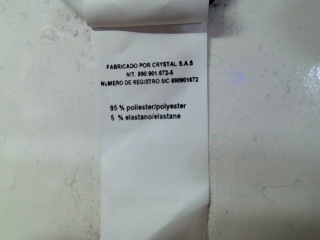 FABRICADO POR CRYSTAL S.A.S
NIT. 890.901.672-5
NUMERO DE REGISTRO SIC 890901672
95 % poliester/polyester
5 % elastano/elastane